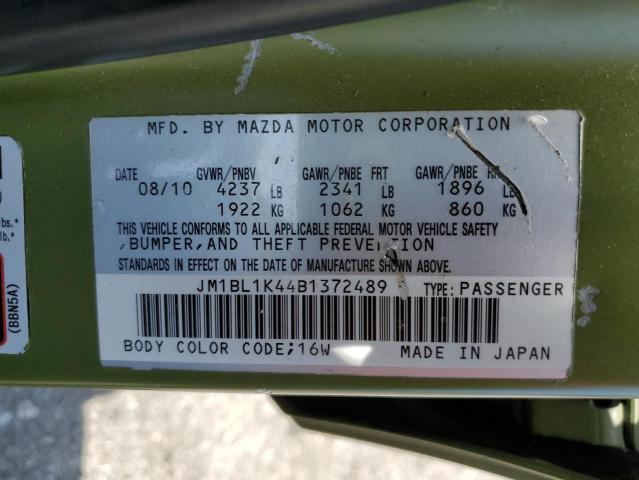 MFD. BY MAZDA MOTOR CORPORATION
DATE GVWR/PNBV GAWR/PNBE FRT GAWR/PNBE
08/10 4237 LB 2341 LB 1896 LB
1922 KG 1062 KG 860 KG
THIS VEHICLE CONFORMS TO ALL APPLICABLE FEDERAL MOTOR VEHICLE SAFETY
,BUMPER,AND THEFT PREVENTION
STANDARDS IN EFFECT ON THE DATE OF MANUFACTURE SHOWN ABOVE.
JM1BL1K44B1372489 TYPE: PASSENGER
BODY COLOR CODE;16W MADE IN JAPAN
lbs.*
lb.*
(BBN5A)